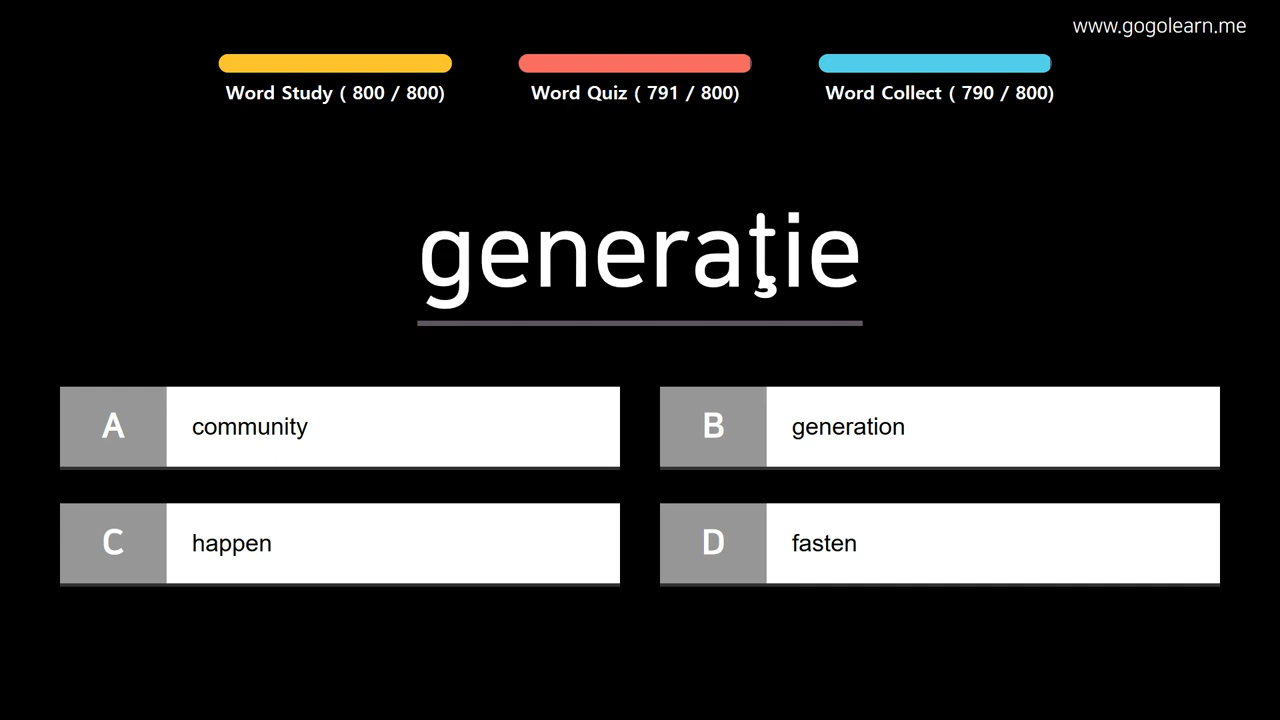 www.gogolearn.me
Word Study ( 800 / 800)
Word Quiz ( 791 / 800)
Word Collect ( 790 / 800)
generaţie
A community
B generation
C happen
D fasten